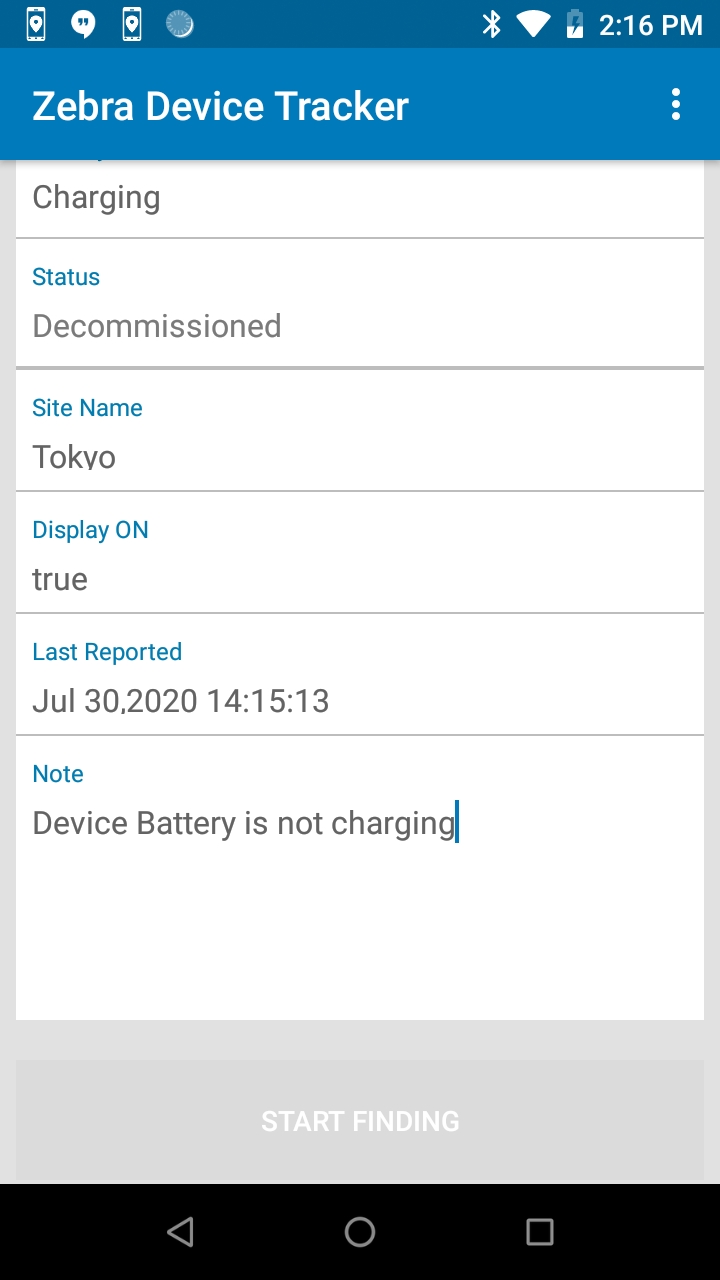 2:16 PM
Zebra Device Tracker
Charging
Status
Decommissioned
Site Name
Tokyo
Display ON
true
Last Reported
Jul 30,2020 14:15:13
Note
Device Battery is not charging
START FINDING